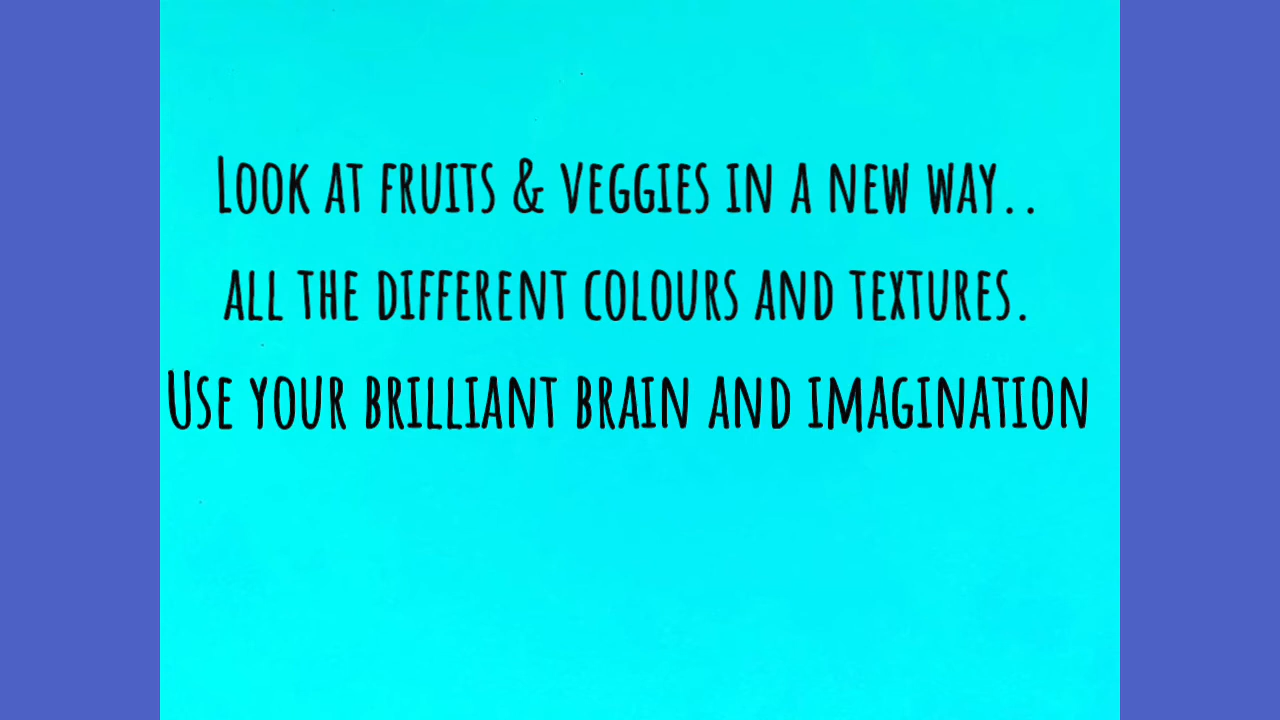 Look at fruits & veggies in a new way..
all the different colours and textures.
Use your brilliant brain and imagination